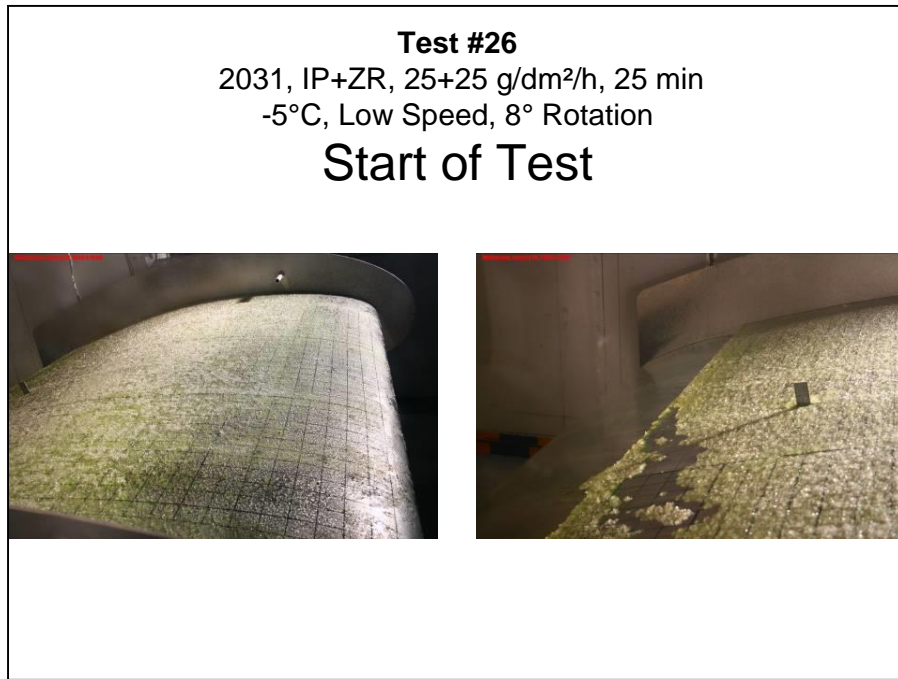 Test #26
2031, IP+ZR, 25+25 g/dm²/h, 25 min
-5°C, Low Speed, 8° Rotation
Start of Test